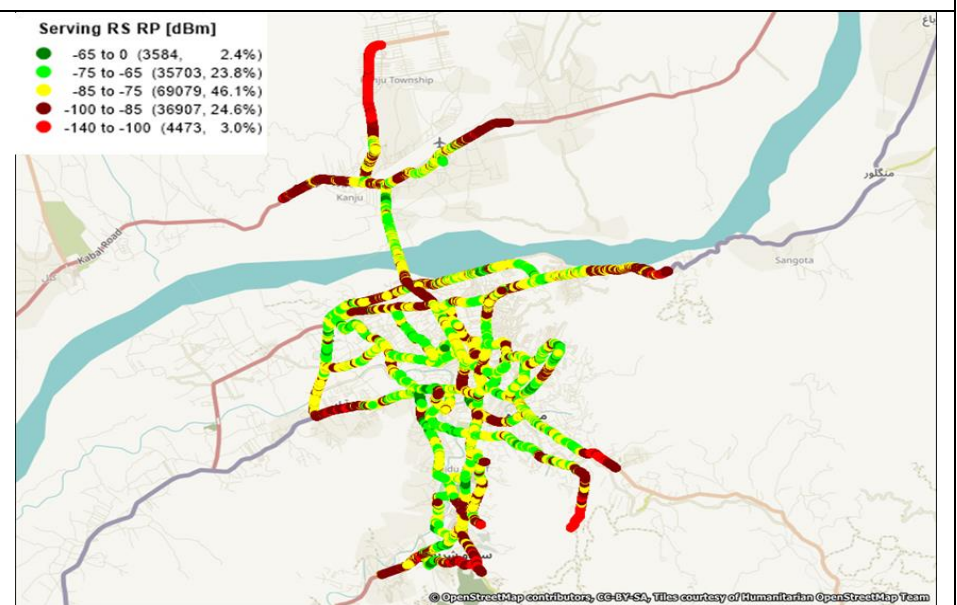 Serving RS RP [dBm]
-65 to 0 (3584, 2.4%)
-75 to -65 (35703, 23.8%)
-85 to -75 (69079, 46.1%)
-100 to -85 (36907, 24.6%)
-140 to -100 (4473, 3.0%)
Township
Kanju
منگلور
Kabal Road
Sangota
© OpenStreetMap contributors, CC-BY-SA, Tiles courtesy of Humanitarian OpenStreetMap Team